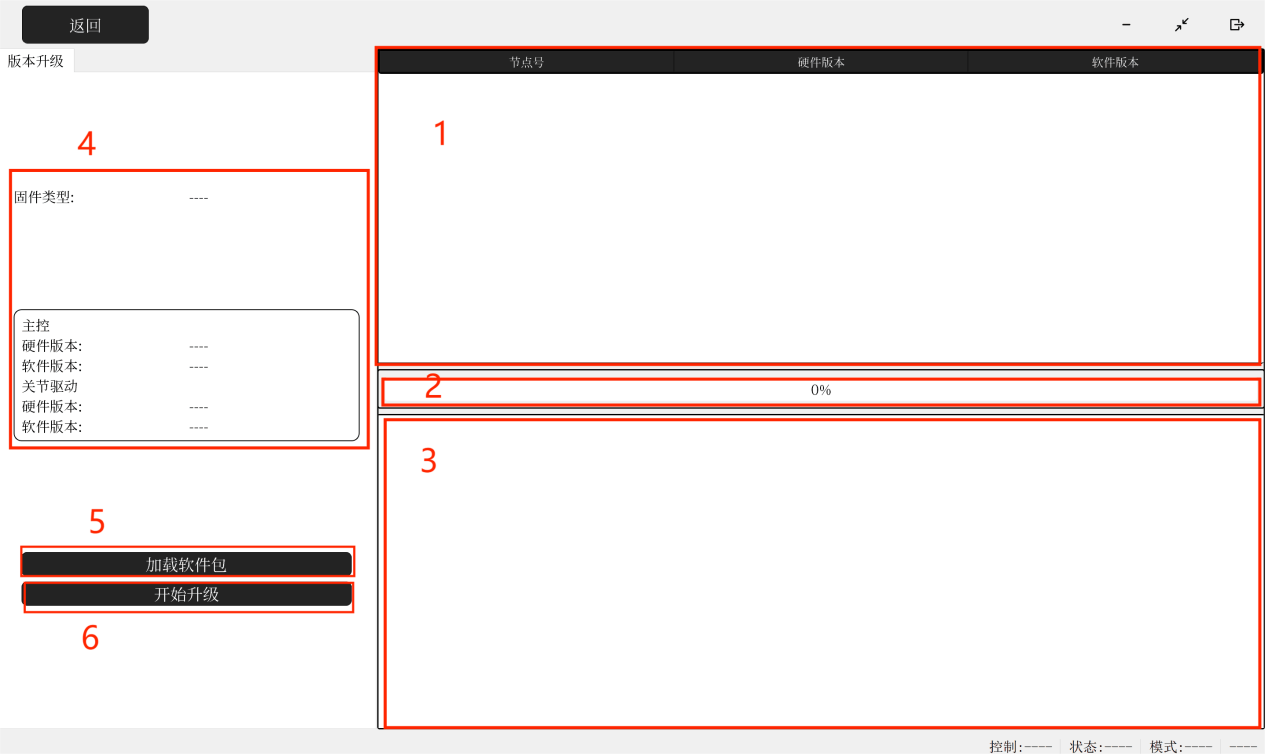 返回
版本升级
节点号 硬件版本 软件版本
1
4
固件类型: ----
主控
硬件版本: ----
软件版本: ----
关节驱动
硬件版本: ----
软件版本: ----
2
0%
3
5
加载软件包
开始升级
6
控制:---- 状态:---- 模式:---- ----